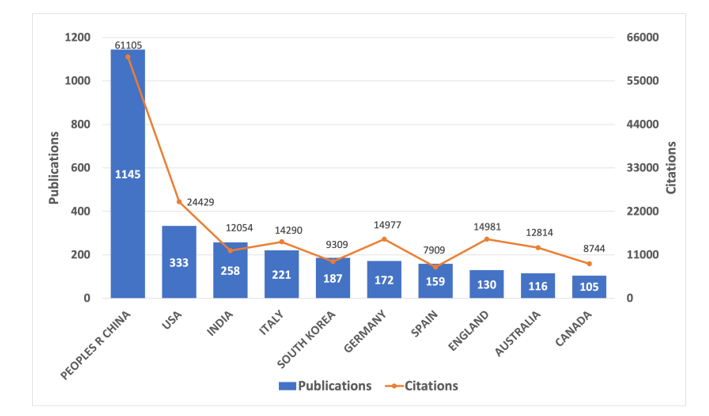 1200
1000
800
600
400
200
0
Publications
66000
55000
44000
33000
22000
11000
0
Citations
61105
24429
12054
14290
9309
14977
7909
14981
12814
8744
1145
333
258
221
187
172
159
130
116
105
PEOPLES R CHINA
USA
INDIA
ITALY
SOUTH KOREA
GERMANY
SPAIN
ENGLAND
AUSTRALIA
CANADA
Publications
Citations